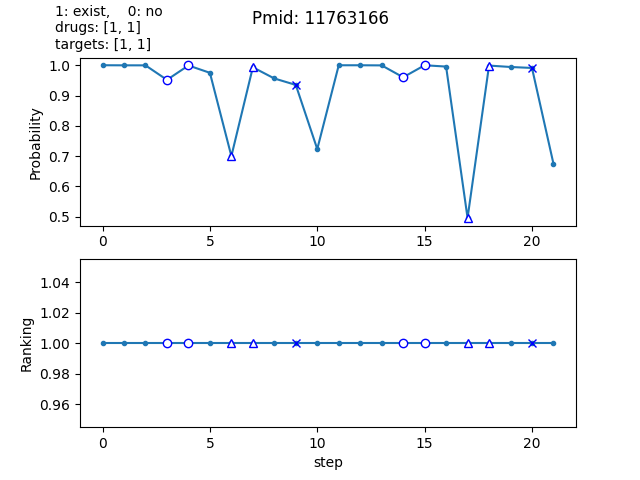 1: exist,    0: no
drugs: [1, 1]
targets: [1, 1]
Pmid: 11763166
Probability
1.0
0.9
0.8
0.7
0.6
0.5
0 5 10 15 20
Ranking
1.04
1.02
1.00
0.98
0.96
0 5 10 15 20
step